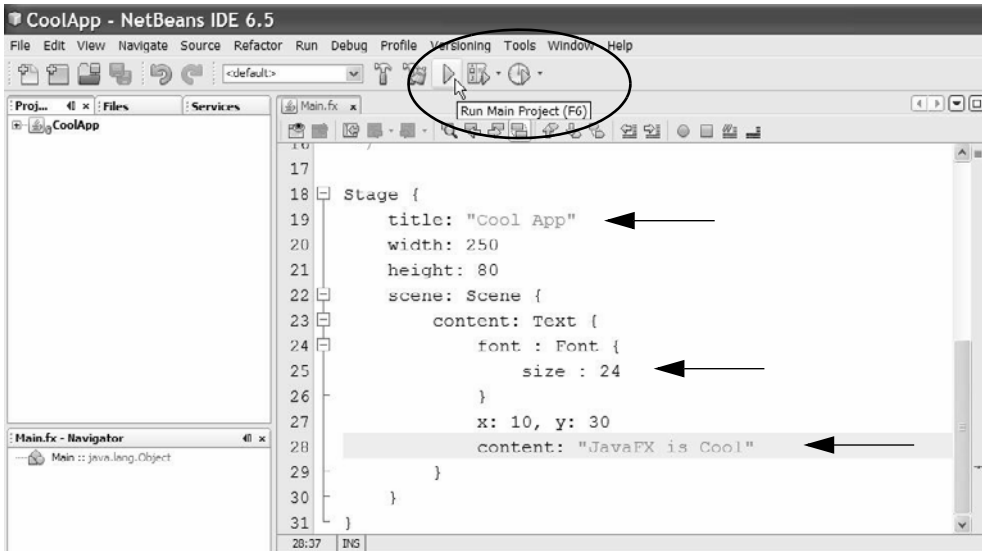 CoolApp - NetBeans IDE 6.5
File Edit View Navigate Source Refactor Run Debug Profile Versioning Tools Window Help
<default>
Run Main Project (F6)
Proj... Files Services
Main.fx
CoolApp
16 */
17
18 Stage {
19 title: "Cool App"
20 width: 250
21 height: 80
22 scene: Scene {
23 content: Text {
24 font : Font {
25 size : 24
26 }
27 x: 10, y: 30
28 content: "JavaFX is Cool"
29 }
30 }
31 }
Main.fx - Navigator
Main :: java.lang.Object
28:37 INS